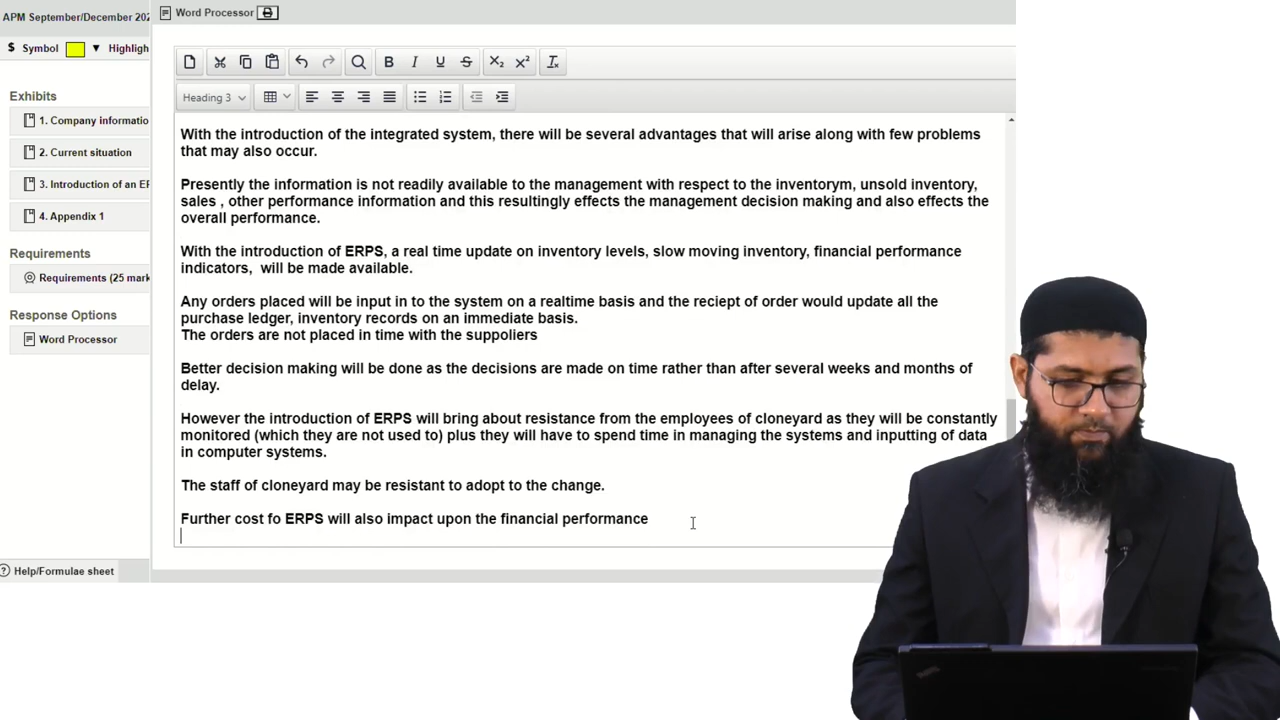 APM September/December 202
Word Processor
$ Symbol
Highligh
Exhibits
1. Company informatio
2. Current situation
3. Introduction of an EF
4. Appendix 1
Requirements
Requirements (25 mark
Response Options
Word Processor
Help/Formulae sheet
B I U S X₂ X² Tx
Heading 3
With the introduction of the integrated system, there will be several advantages that will arise along with few problems
that may also occur.
Presently the information is not readily available to the management with respect to the inventorym, unsold inventory,
sales , other performance information and this resultingly effects the management decision making and also effects the
overall performance.
With the introduction of ERPS, a real time update on inventory levels, slow moving inventory, financial performance
indicators,  will be made available.
Any orders placed will be input in to the system on a realtime basis and the reciept of order would update all the
purchase ledger, inventory records on an immediate basis.
The orders are not placed in time with the suppoliers
Better decision making will be done as the decisions are made on time rather than after several weeks and months of
delay.
However the introduction of ERPS will bring about resistance from the employees of cloneyard as they will be constantly
monitored (which they are not used to) plus they will have to spend time in managing the systems and inputting of data
in computer systems.
The staff of cloneyard may be resistant to adopt to the change.
Further cost fo ERPS will also impact upon the financial performance